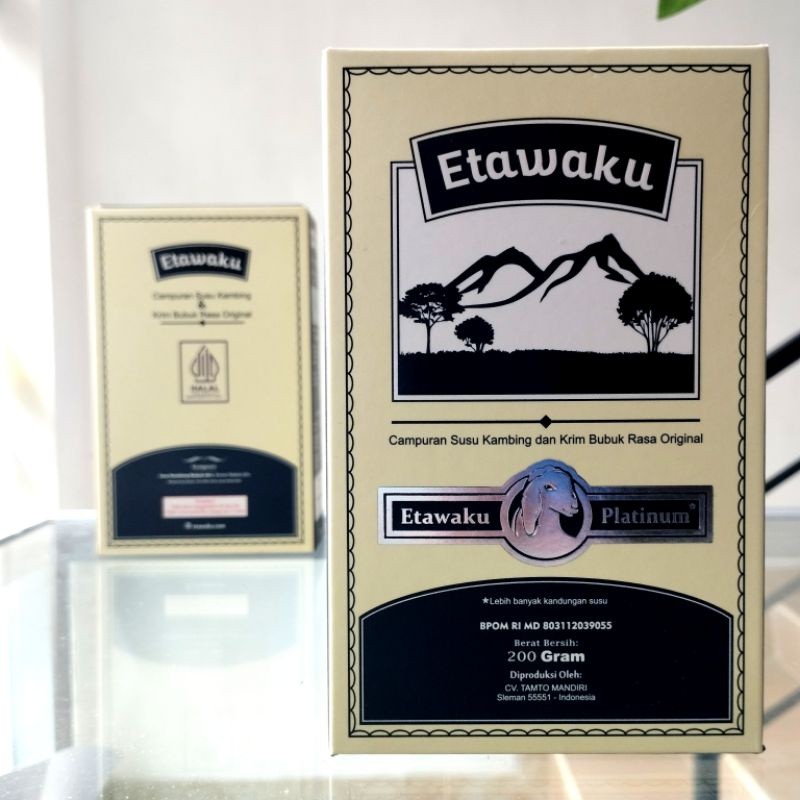 Etawaku
Campuran Susu Kambing dan Krim Bubuk Rasa Original
Etawaku Platinum®
★Lebih banyak kandungan susu
BPOM RI MD 803112039055
Berat Bersih:
200 Gram
Diproduksi Oleh:
CV. TAMTO MANDIRI
Sleman 55551 - Indonesia
Etawaku
Campuran Susu Kambing
&
Krim Bubuk Rasa Original
HALAL
etawaku.com